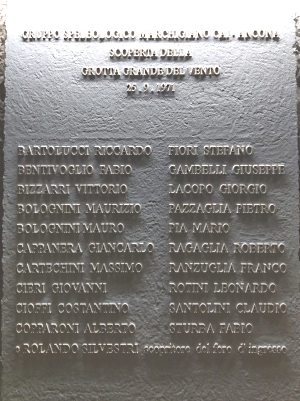 GRUPPO SPELEOLOGICO MARCHIGIANO CAI - ANCONA
SCOPERTA DELLA
GROTTA GRANDE DEL VENTO
25 . 9 . 1971
BARTOLUCCI RICCARDO
BENTIVOGLIO FABIO
BIZZARRI VITTORIO
BOLOGNINI MAURIZIO
BOLOGNINI MAURO
CAPPANERA GIANCARLO
CARTECHINI MASSIMO
CIERI GIOVANNI
CIOFFI COSTANTINO
COPPARONI ALBERTO
FIORI STEFANO
GAMBELLI GIUSEPPE
LACOPO GIORGIO
PAZZAGLIA PIETRO
PIA MARIO
RAGAGLIA ROBERTO
RANZUGLIA FRANCO
ROTINI LEONARDO
SANTOLINI CLAUDIO
STURBA FABIO
e ROLANDO SILVESTRI scopritore del foro di ingresso